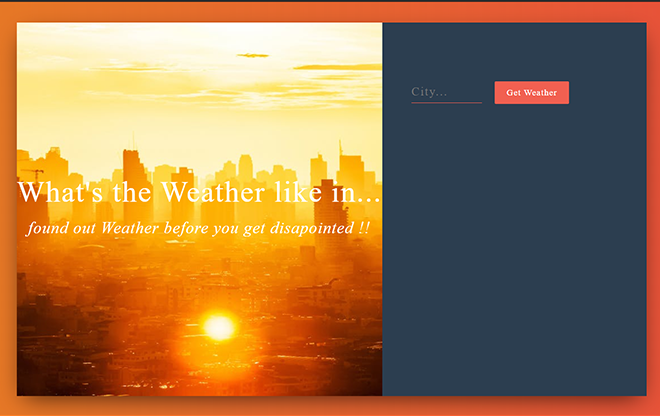 What's the Weather like in...
found out Weather before you get disapointed !!
City...
Get Weather